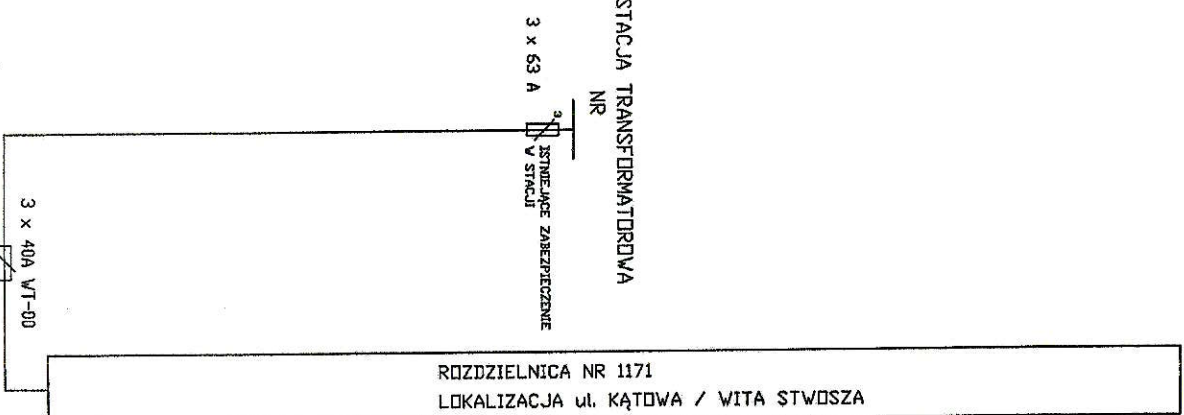 STACJA TRANSFORMATOROWA
NR
3 x 63 A
3
ISTNIEJĄCE ZABEZPIECZENIE
W STACJI
3 x 40A WT-00
ROZDZIELNICA NR 1171
LOKALIZACJA ul. KĄTOWA / WITA STWOSZA